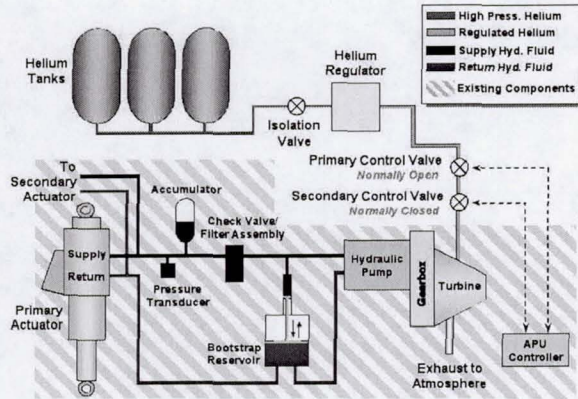 High Press. Helium
Regulated Helium
Supply Hyd. Fluid
Return Hyd. Fluid
Existing Components
Helium
Tanks
Helium
Regulator
Isolation
Valve
Primary Control Valve
Normally Open
Secondary Control Valve
Normally Closed
To
Secondary
Actuator
Accumulator
Check Valve/
Filter Assembly
Supply
Return
Pressure
Transducer
Hydraulic
Pump
Gearbox
Turbine
Primary
Actuator
Bootstrap
Reservoir
APU
Controller
Exhaust to
Atmosphere